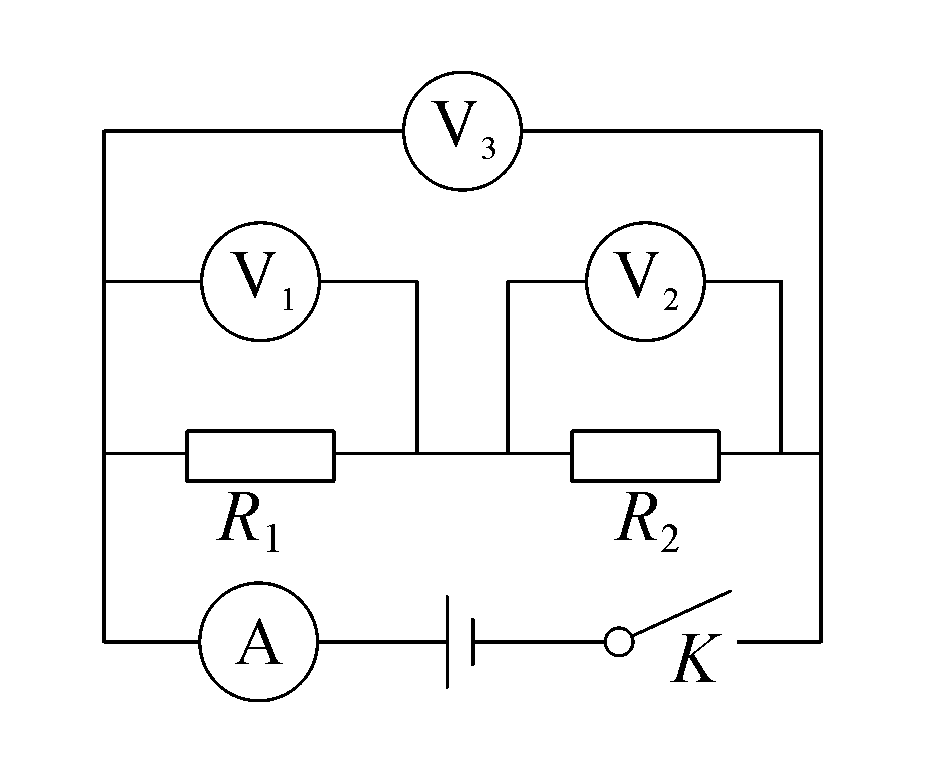 V₃
V₁ V₂
R₁ R₂
A K